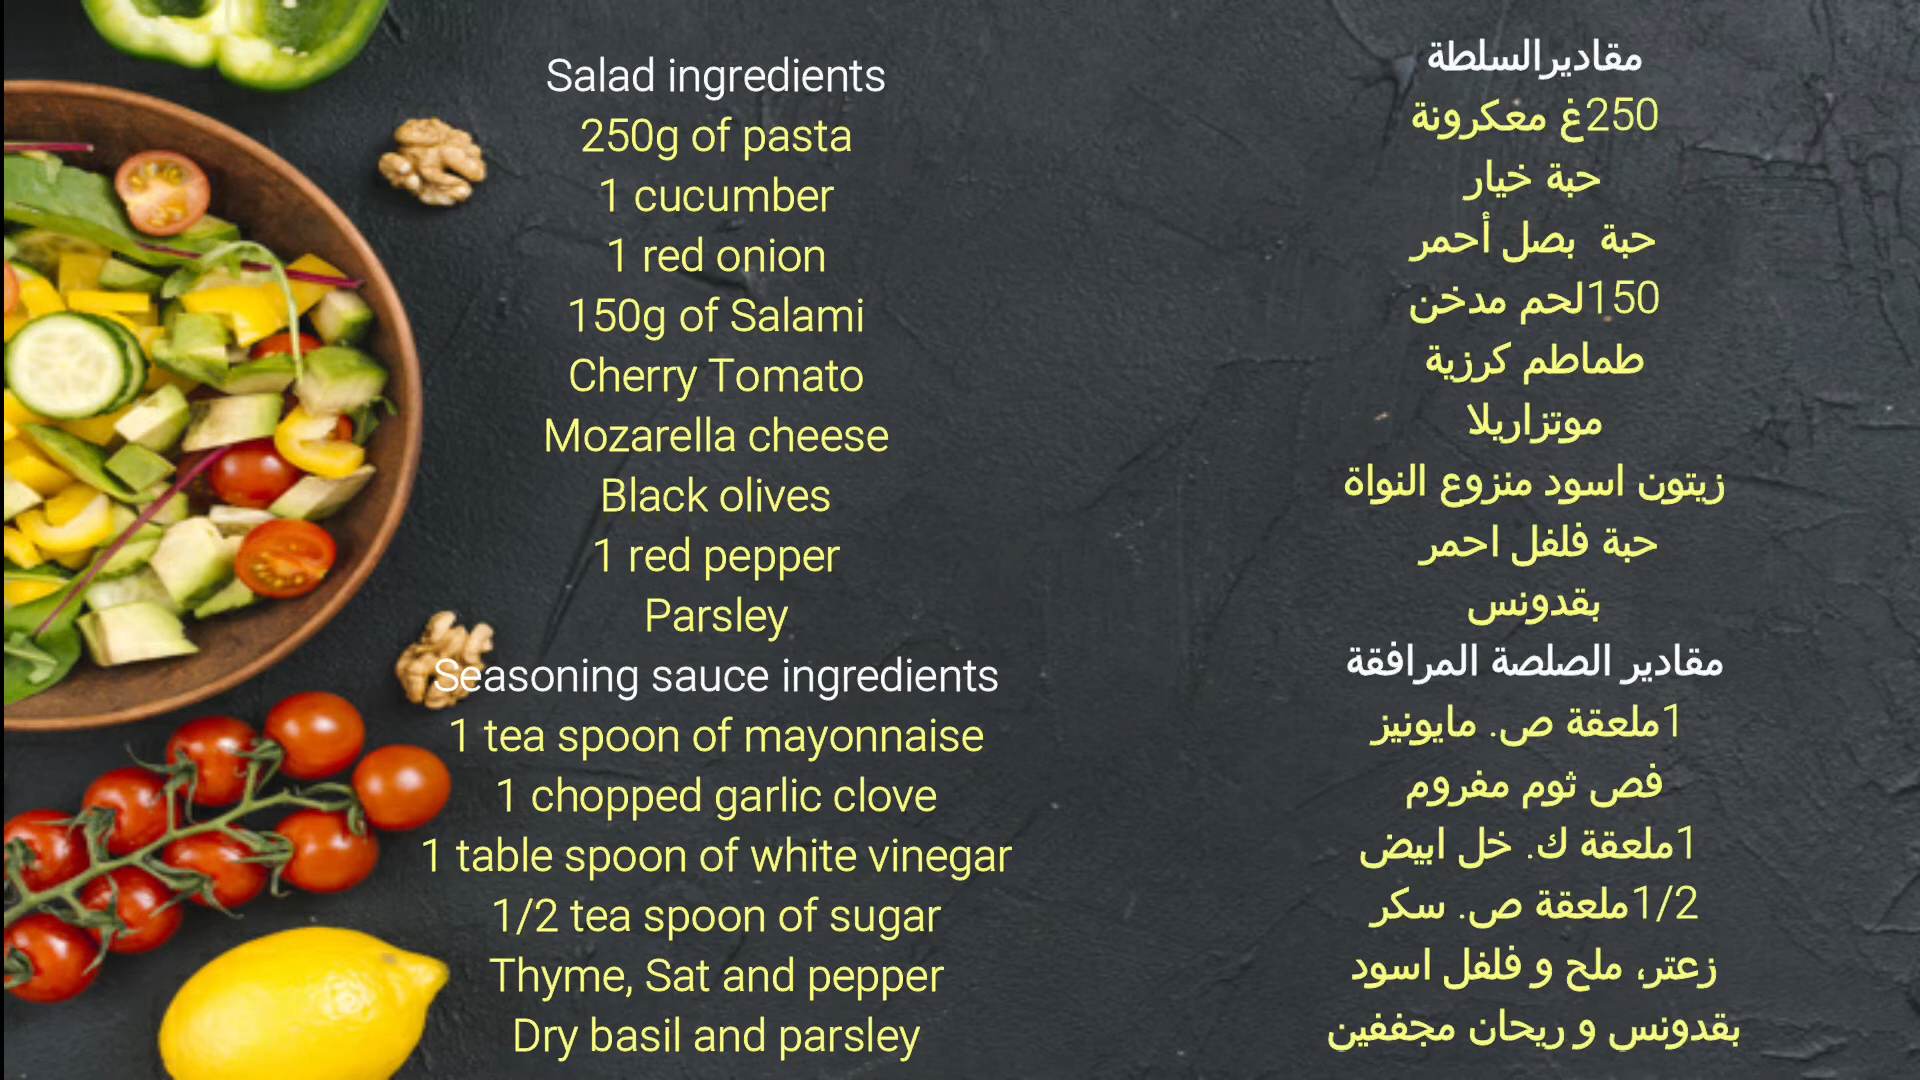 Salad ingredients
250g of pasta
1 cucumber
1 red onion
150g of Salami
Cherry Tomato
Mozarella cheese
Black olives
1 red pepper
Parsley
Seasoning sauce ingredients
1 tea spoon of mayonnaise
1 chopped garlic clove
1 table spoon of white vinegar
1/2 tea spoon of sugar
Thyme, Sat and pepper
Dry basil and parsley
مقاديرالسلطة
250غ معكرونة
حبة خيار
حبة  بصل أحمر
150لحم مدخن
طماطم كرزية
موتزاريلا
زيتون اسود منزوع النواة
حبة فلفل احمر
بقدونس
مقادير الصلصة المرافقة
1ملعقة ص. مايونيز
فص ثوم مفروم
1ملعقة ك. خل ابيض
1/2ملعقة ص. سكر
زعتر، ملح و فلفل اسود
بقدونس و ريحان مجففين